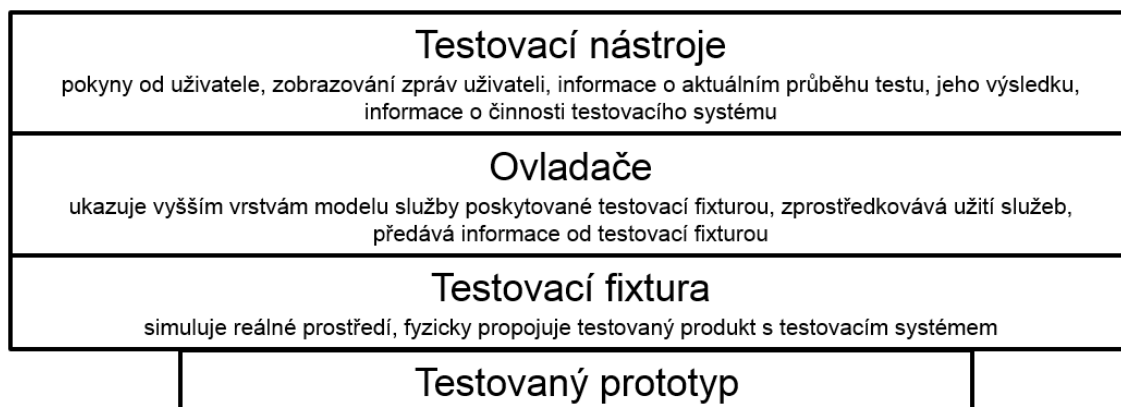 Testovací nástroje
pokyny od uživatele, zobrazování zpráv uživateli, informace o aktuálním průběhu testu, jeho výsledku,
informace o činnosti testovacího systému
Ovladače
ukazuje vyšším vrstvám modelu služby poskytované testovací fixturou, zprostředkovává užití služeb,
předává informace od testovací fixturou
Testovací fixtura
simuluje reálné prostředí, fyzicky propojuje testovaný produkt s testovacím systémem
Testovaný prototyp